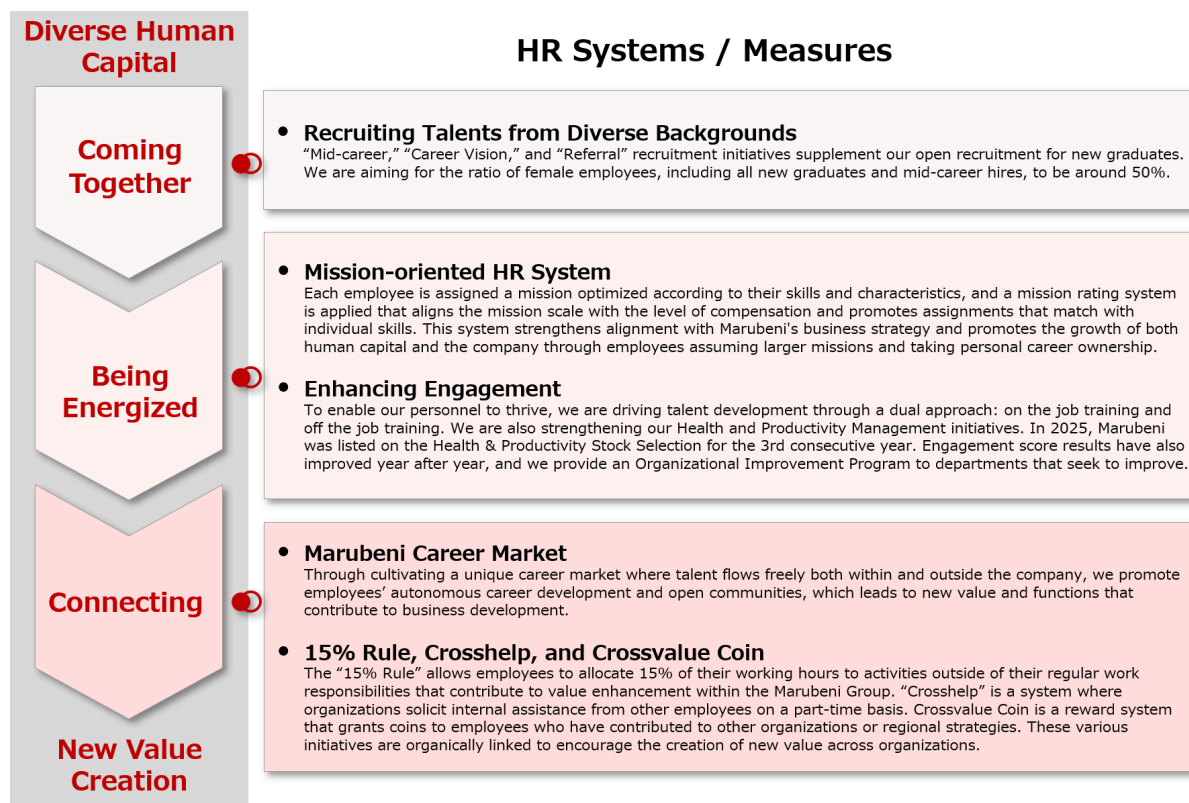 Diverse Human
Capital
HR Systems / Measures
Coming
Together
• Recruiting Talents from Diverse Backgrounds
“Mid-career,” “Career Vision,” and “Referral” recruitment initiatives supplement our open recruitment for new graduates.
We are aiming for the ratio of female employees, including all new graduates and mid-career hires, to be around 50%.
Being
Energized
• Mission-oriented HR System
Each employee is assigned a mission optimized according to their skills and characteristics, and a mission rating system
is applied that aligns the mission scale with the level of compensation and promotes assignments that match with
individual skills. This system strengthens alignment with Marubeni's business strategy and promotes the growth of both
human capital and the company through employees assuming larger missions and taking personal career ownership.
• Enhancing Engagement
To enable our personnel to thrive, we are driving talent development through a dual approach: on the job training and
off the job training. We are also strengthening our Health and Productivity Management initiatives. In 2025, Marubeni
was listed on the Health & Productivity Stock Selection for the 3rd consecutive year. Engagement score results have also
improved year after year, and we provide an Organizational Improvement Program to departments that seek to improve.
Connecting
• Marubeni Career Market
Through cultivating a unique career market where talent flows freely both within and outside the company, we promote
employees’ autonomous career development and open communities, which leads to new value and functions that
contribute to business development.
• 15% Rule, Crosshelp, and Crossvalue Coin
The “15% Rule” allows employees to allocate 15% of their working hours to activities outside of their regular work
responsibilities that contribute to value enhancement within the Marubeni Group. “Crosshelp” is a system where
organizations solicit internal assistance from other employees on a part-time basis. Crossvalue Coin is a reward system
that grants coins to employees who have contributed to other organizations or regional strategies. These various
initiatives are organically linked to encourage the creation of new value across organizations.
New Value
Creation